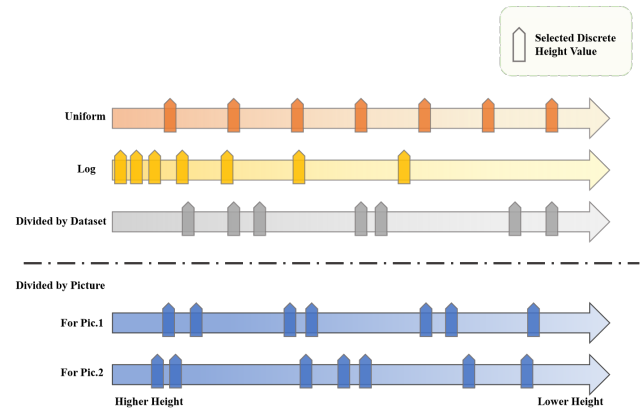 Selected Discrete
Height Value
Uniform
Log
Divided by Dataset
Divided by Picture
For Pic.1
For Pic.2
Higher Height
Lower Height